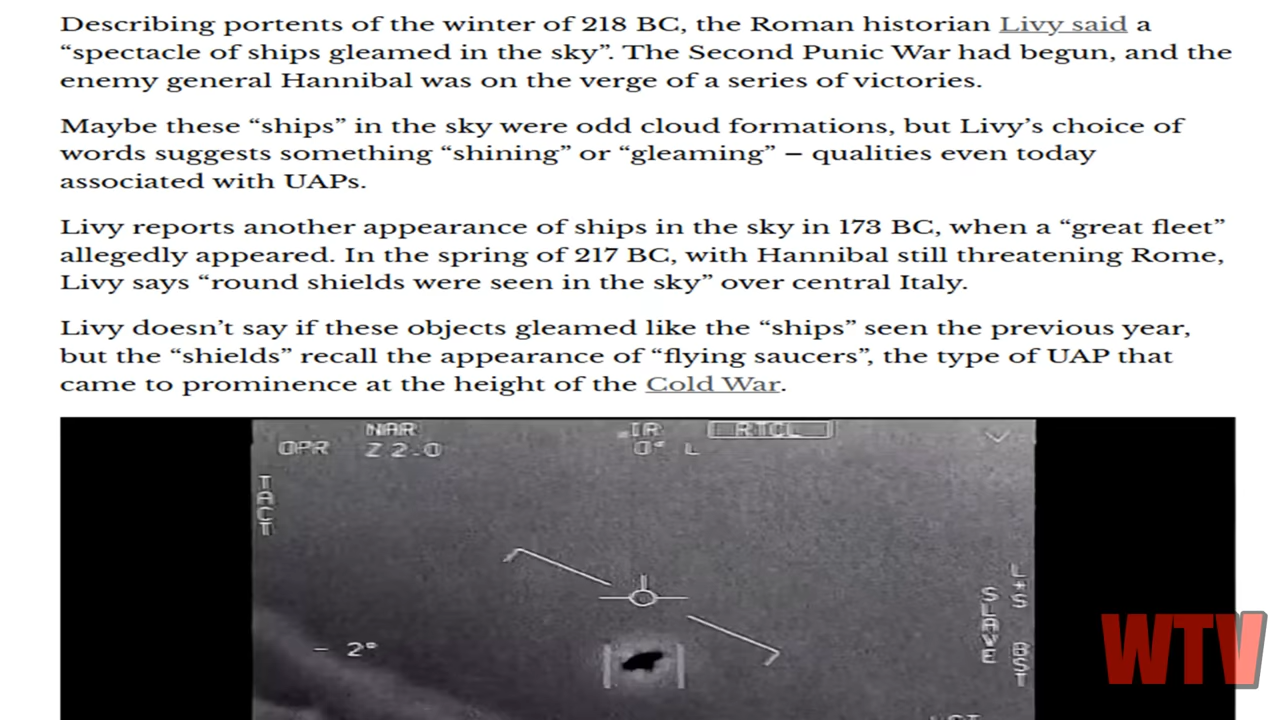 Describing portents of the winter of 218 BC, the Roman historian Livy said a
“spectacle of ships gleamed in the sky”. The Second Punic War had begun, and the
enemy general Hannibal was on the verge of a series of victories.
Maybe these “ships” in the sky were odd cloud formations, but Livy’s choice of
words suggests something “shining” or “gleaming” – qualities even today
associated with UAPs.
Livy reports another appearance of ships in the sky in 173 BC, when a “great fleet”
allegedly appeared. In the spring of 217 BC, with Hannibal still threatening Rome,
Livy says “round shields were seen in the sky” over central Italy.
Livy doesn’t say if these objects gleamed like the “ships” seen the previous year,
but the “shields” recall the appearance of “flying saucers”, the type of UAP that
came to prominence at the height of the Cold War.
NAR IR RTCL
OPR Z 2.0 0° L
TACT
L+S BST
SLAVE
- 2°
WTV